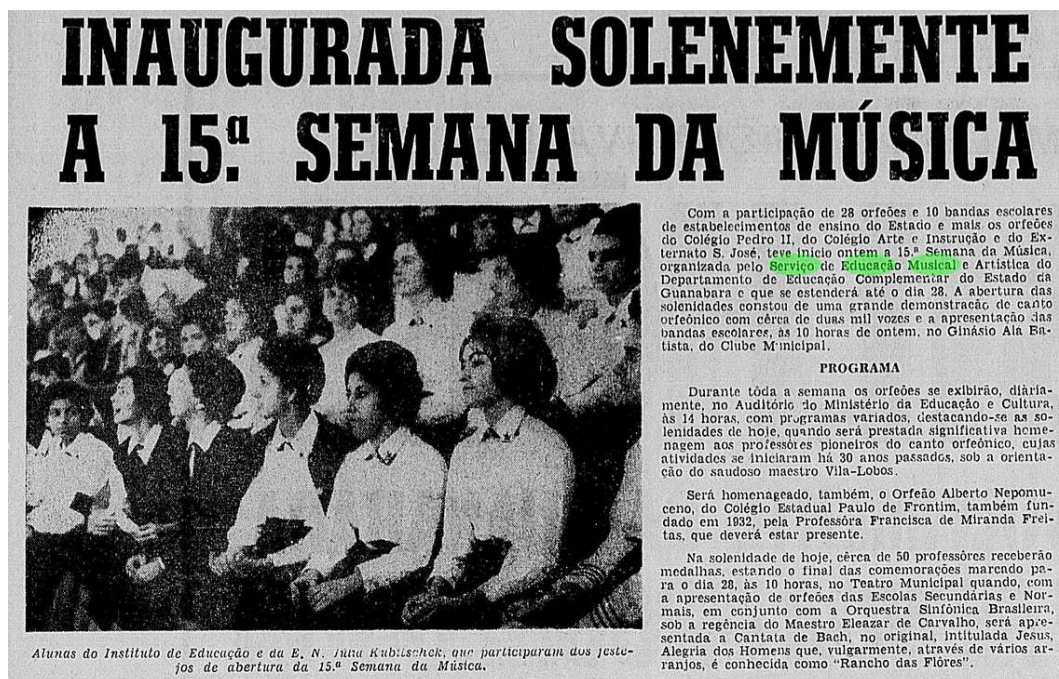 INAUGURADA SOLENEMENTE
A 15.ª SEMANA DA MÚSICA
Com a participação de 28 orfeões e 10 bandas escolares
de estabelecimentos de ensino do Estado e mais os orfeões
do Colégio Pedro II, do Colégio Arte e Instrução e do Ex-
ternato S. José, teve início ontem a 15.ª Semana da Música,
organizada pelo Serviço de Educação Musical e Artística do
Departamento de Educação Complementar do Estado da
Guanabara e que se estenderá até o dia 28. A abertura das
solenidades constou de uma grande demonstração de canto
orfeônico com cêrca de duas mil vozes e a apresentação das
bandas escolares, às 10 horas de ontem, no Ginásio Alá Ba-
tista, do Clube Municipal.
PROGRAMA
Durante tôda a semana os orfeões se exibirão, diària-
mente, no Auditório do Ministério da Educação e Cultura,
às 14 horas, com programas variados, destacando-se as so-
lenidades de hoje, quando será prestada significativa home-
nagem aos professôres pioneiros do canto orfeônico, cujas
atividades se iniciaram há 30 anos passados, sob a orienta-
ção do saudoso maestro Vila-Lobos.
Será homenageado, também, o Orfeão Alberto Nepomu-
ceno, do Colégio Estadual Paulo de Frontim, também fun-
dado em 1932, pela Professôra Francisca de Miranda Frei-
tas, que deverá estar presente.
Na solenidade de hoje, cêrca de 50 professôres receberão
medalhas, estando o final das comemorações marcado pa-
ra o dia 28, às 10 horas, no Teatro Municipal quando, com
a apresentação de orfeões das Escolas Secundárias e Nor-
mais, em conjunto com a Orquestra Sinfônica Brasileira,
sob a regência do Maestro Eleazar de Carvalho, será apre-
sentada a Cantata de Bach, no original, intitulada Jesus,
Alegria dos Homens que, vulgarmente, através de vários ar-
ranjos, é conhecida como "Rancho das Flôres".
Alunas do Instituto de Educação e da E. N. Júlia Kubitschek, que participaram dos feste-
jos de abertura da 15.ª Semana da Música.